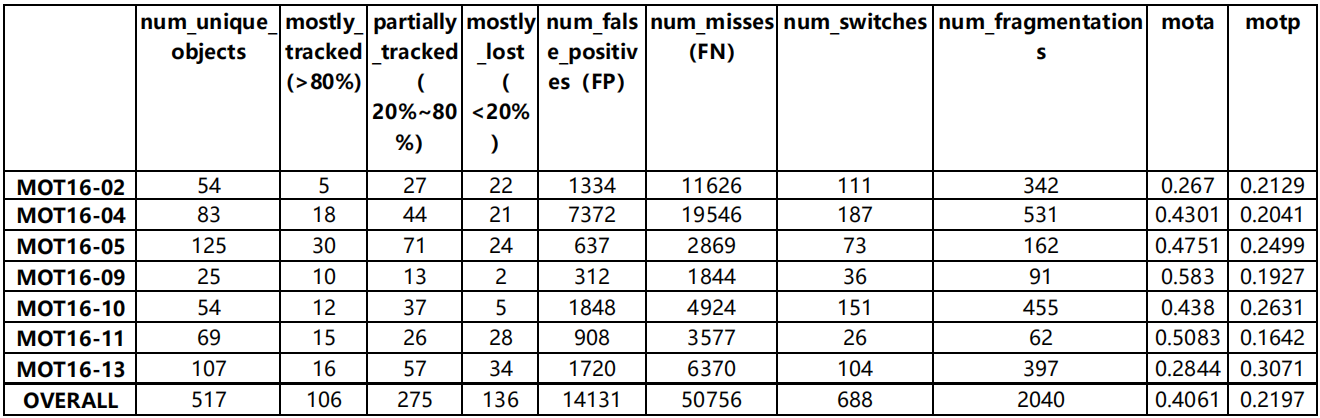 num_unique_objects mostly_tracked(>80%) partially_tracked(20%~80%) mostly_lost(<20%) num_false_positives（FP） num_misses（FN） num_switches num_fragmentations mota motp
MOT16-02 54 5 27 22 1334 11626 111 342 0.267 0.2129
MOT16-04 83 18 44 21 7372 19546 187 531 0.4301 0.2041
MOT16-05 125 30 71 24 637 2869 73 162 0.4751 0.2499
MOT16-09 25 10 13 2 312 1844 36 91 0.583 0.1927
MOT16-10 54 12 37 5 1848 4924 151 455 0.438 0.2631
MOT16-11 69 15 26 28 908 3577 26 62 0.5083 0.1642
MOT16-13 107 16 57 34 1720 6370 104 397 0.2844 0.3071
OVERALL 517 106 275 136 14131 50756 688 2040 0.4061 0.2197